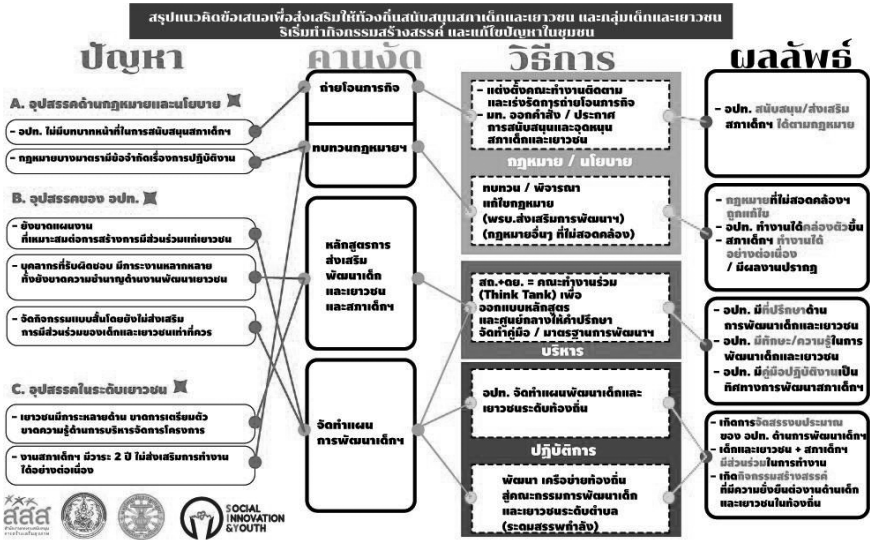 สรุปแนวคิดข้อเสนอเพื่อส่งเสริมให้ท้องถิ่นสนับสนุนสภาเด็กและเยาวชน และกลุ่มเด็กและเยาวชน
ริเริ่มทำกิจกรรมสร้างสรรค์ และแก้ไขปัญหาในชุมชน
ปัญหา
A. อุปสรรคด้านกฎหมายและนโยบาย
- อปท. ไม่มีบทบาทหน้าที่ในการสนับสนุนสภาเด็กฯ
- กฎหมายบางมาตรามีข้อจำกัดเรื่องการปฏิบัติงาน
B. อุปสรรคของ อปท.
- ยังขาดแผนงาน
ที่เหมาะสมต่อการสร้างการมีส่วนร่วมแก่เยาวชน
- บุคลากรที่รับผิดชอบ มีภาระงานหลากหลาย
ทั้งยังขาดความชำนาญด้านงานพัฒนาเยาวชน
- จัดกิจกรรมแบบสั้นโดยยังไม่ส่งเสริม
การมีส่วนร่วมของเด็กและเยาวชนเท่าที่ควร
C. อุปสรรคในระดับเยาวชน
- เยาวชนมีภาระหลายด้าน ขาดการเตรียมตัว
ขาดความรู้ด้านการบริหารจัดการโครงการ
- งานสภาเด็กฯ มีวาระ 2 ปี ไม่ส่งเสริมการทำงาน
ได้อย่างต่อเนื่อง
คานงัด
ถ่ายโอนภารกิจ
ทบทวนกฎหมายฯ
หลักสูตรการ
ส่งเสริม
พัฒนาเด็ก
และเยาวชน
และสภาเด็กฯ
จัดทำแผน
การพัฒนาเด็กฯ
วิธีการ
- แต่งตั้งคณะทำงานติดตาม
และเร่งรัดการถ่ายโอนภารกิจ
- มท. ออกคำสั่ง / ประกาศ
การสนับสนุนและอุดหนุน
สภาเด็กและเยาวชน
กฎหมาย / นโยบาย
ทบทวน / พิจารณา
แก้ไขกฎหมาย
(พรบ.ส่งเสริมการพัฒนาฯ)
(กฎหมายอื่นๆ ที่ไม่สอดคล้อง)
สถ.+ดย. = คณะทำงานร่วม
(Think Tank) เพื่อ
ออกแบบหลักสูตร
และศูนย์กลางให้คำปรึกษา
จัดทำคู่มือ / มาตรฐานการพัฒนาฯ
บริหาร
อปท. จัดทำแผนพัฒนาเด็กและ
เยาวชนระดับท้องถิ่น
ปฏิบัติการ
พัฒนา เครือข่ายท้องถิ่น
สู่คณะกรรมการพัฒนาเด็ก
และเยาวชนระดับตำบล
(ระดมสรรพกำลัง)
ผลลัพธ์
- อปท. สนับสนุน/ส่งเสริม
สภาเด็กฯ ได้ตามกฎหมาย
- กฎหมายที่ไม่สอดคล้องฯ
ถูกแก้ไข
- อปท. ทำงานได้คล่องตัวขึ้น
- สภาเด็กฯ ทำงานได้
อย่างต่อเนื่อง
/ มีผลงานปรากฏ
- อปท. มีที่ปรึกษาด้าน
การพัฒนาเด็กและเยาวชน
- อปท. มีทักษะ/ความรู้ในการ
พัฒนาเด็กและเยาวชน
- อปท. มีคู่มือปฏิบัติงานเป็น
ทิศทางการพัฒนาสภาเด็กฯ
- เกิดการจัดสรรงบประมาณ
ของ อปท. ด้านการพัฒนาเด็กฯ
- เด็กและเยาวชน + สภาเด็กฯ
มีส่วนร่วมในการทำงาน
- เกิดกิจกรรมสร้างสรรค์
ที่มีความยั่งยืนต่องานด้านเด็ก
และเยาวชนในท้องถิ่น
สสส
SOCIAL
INNOVATION
&YOUTH